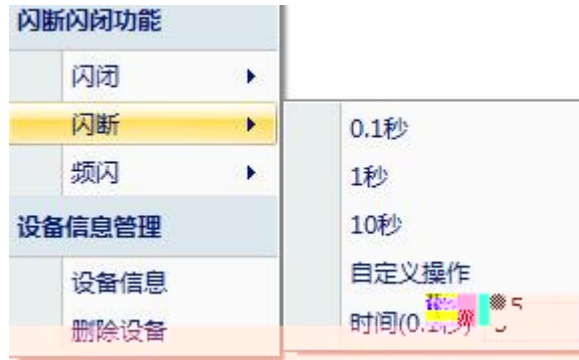 闪断闪闭功能
闪闭
闪断
频闪
设备信息管理
设备信息
删除设备
0.1秒
1秒
10秒
自定义操作
时间(0.1秒) 5